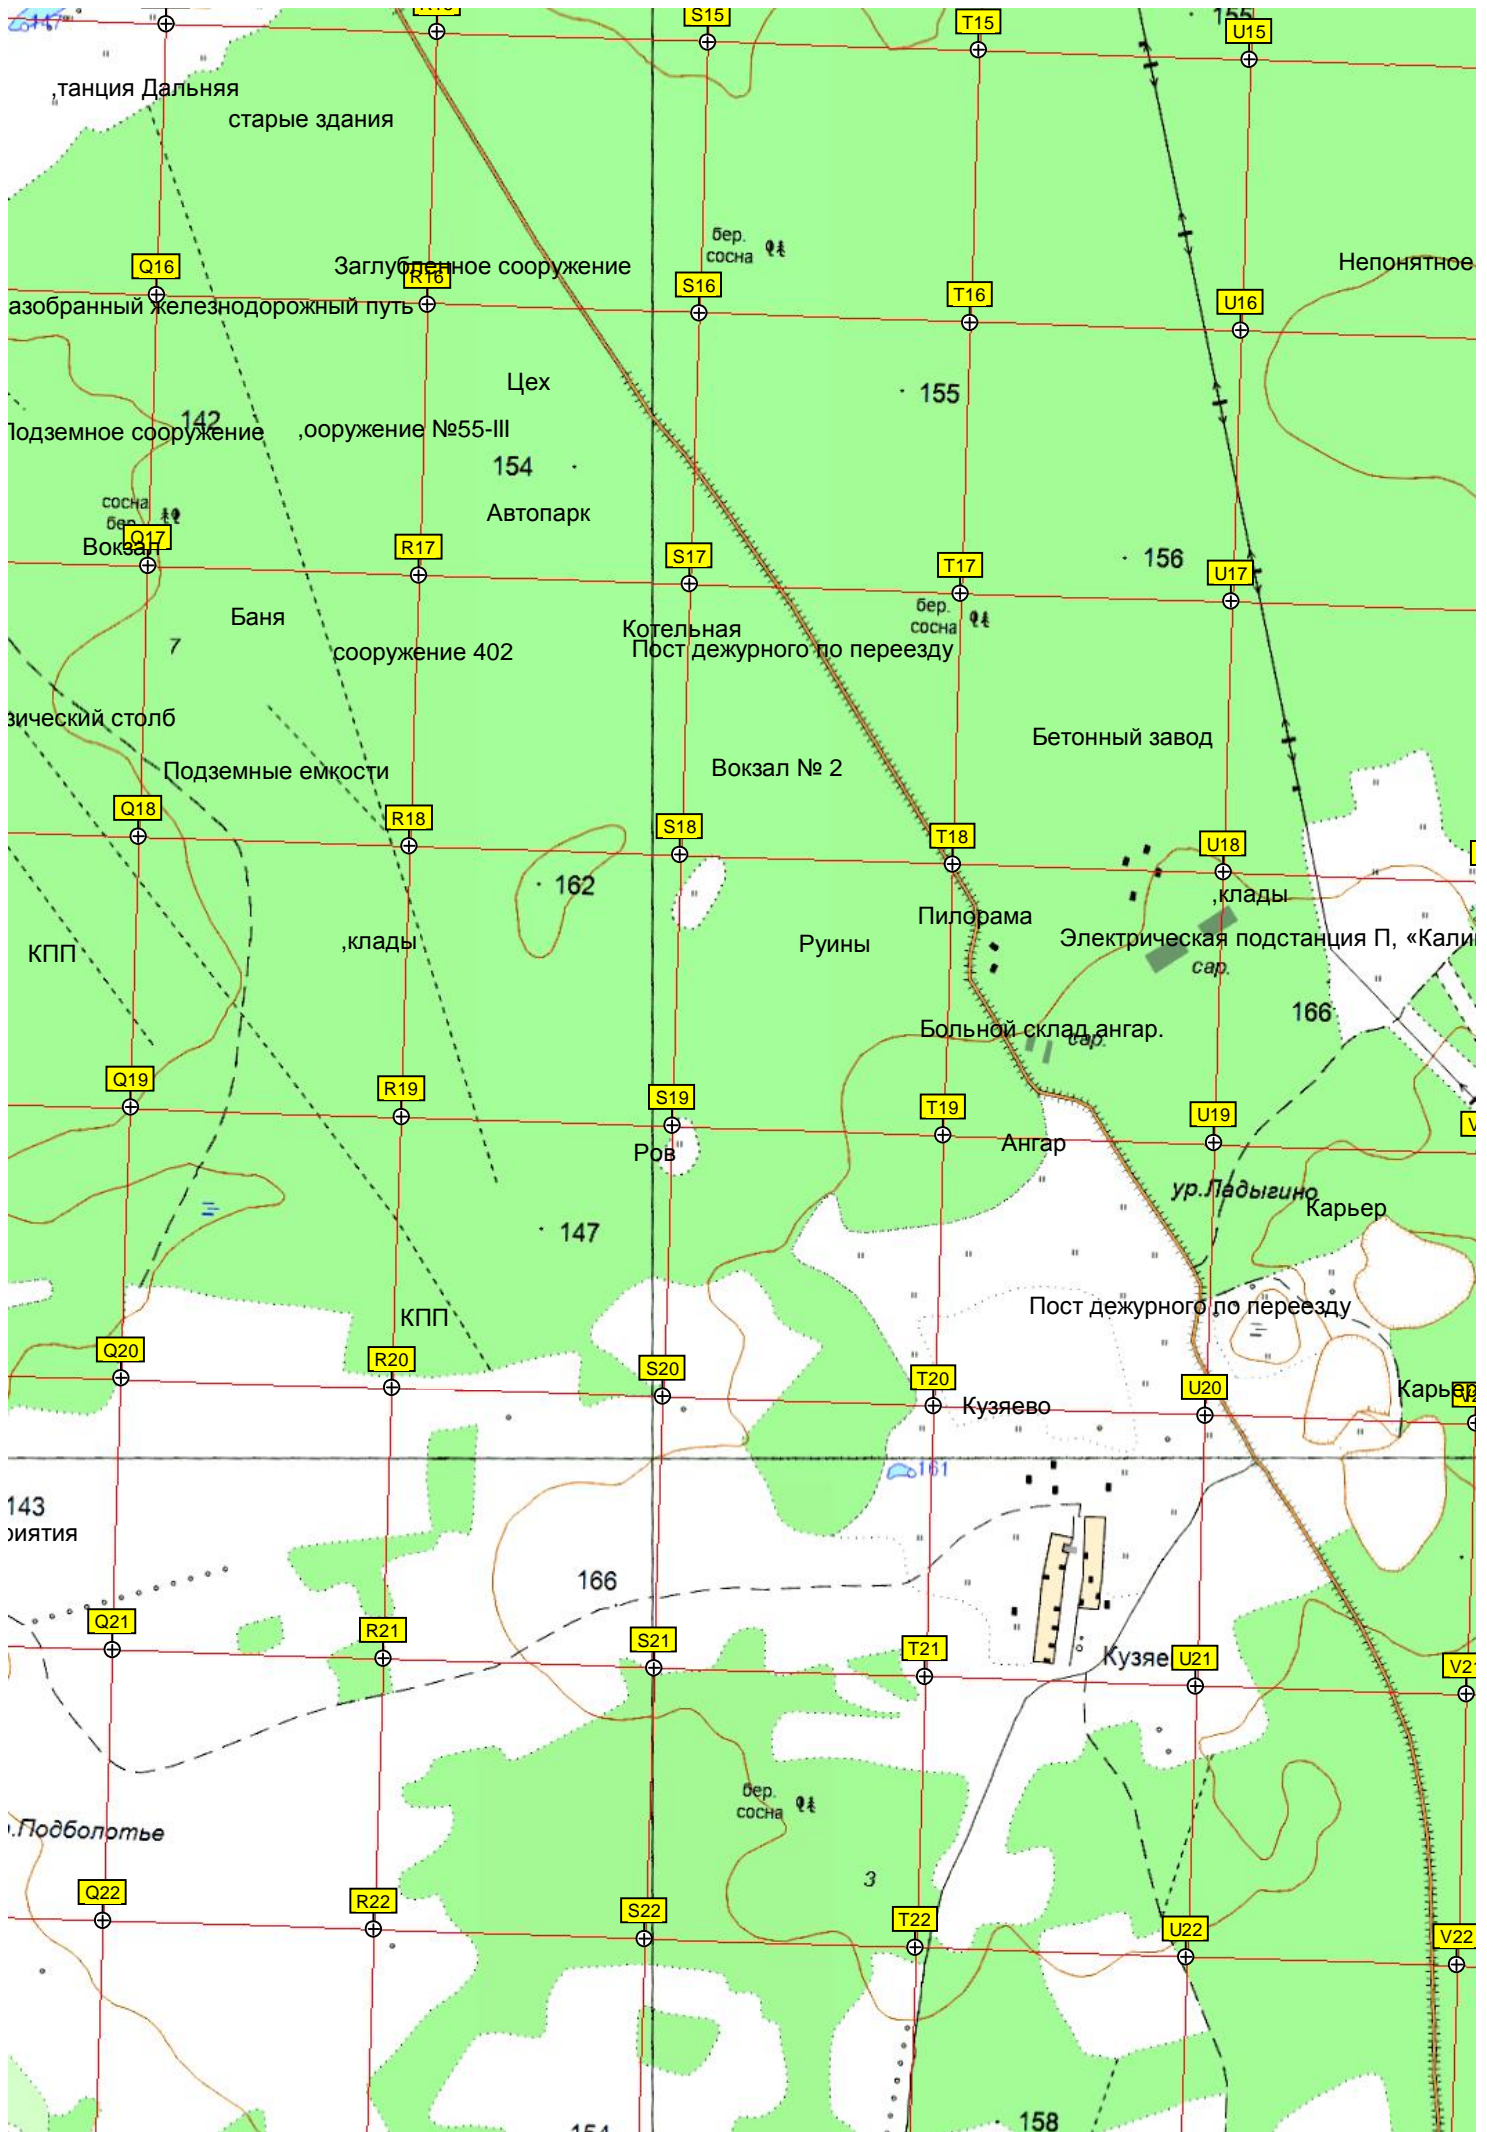 147
S15
T15
155
U15
,танция Дальняя
старые здания
бер.
сосна
Q16
Заглубленное сооружение
R16
Непонятное
S16
T16
U16
азобранный железнодорожный путь
Цех
155
142
Подземное сооружение
,ооружение №55-III
154
сосна
бер.
Автопарк
Q17
Вокзал
R17
S17
T17
156
U17
бер.
сосна
Баня
7
Котельная
сооружение 402
Пост дежурного по переезду
зический столб
Бетонный завод
Подземные емкости
Вокзал № 2
Q18
R18
S18
T18
U18
162
,клады
Пилорама
КПП
,клады
Руины
Электрическая подстанция П, «Кали
сар.
166
Больной склад ангар.
сар.
Q19
R19
S19
T19
U19
V
Ров
Ангар
ур.Ладыгино
Карьер
147
КПП
Пост дежурного по переезду
Q20
R20
S20
T20
U20
Карьер
Кузяево
161
143
риятия
166
Q21
R21
S21
T21
Кузяе
U21
V21
бер.
сосна
.Подболотье
3
Q22
R22
S22
T22
U22
V22
154
158